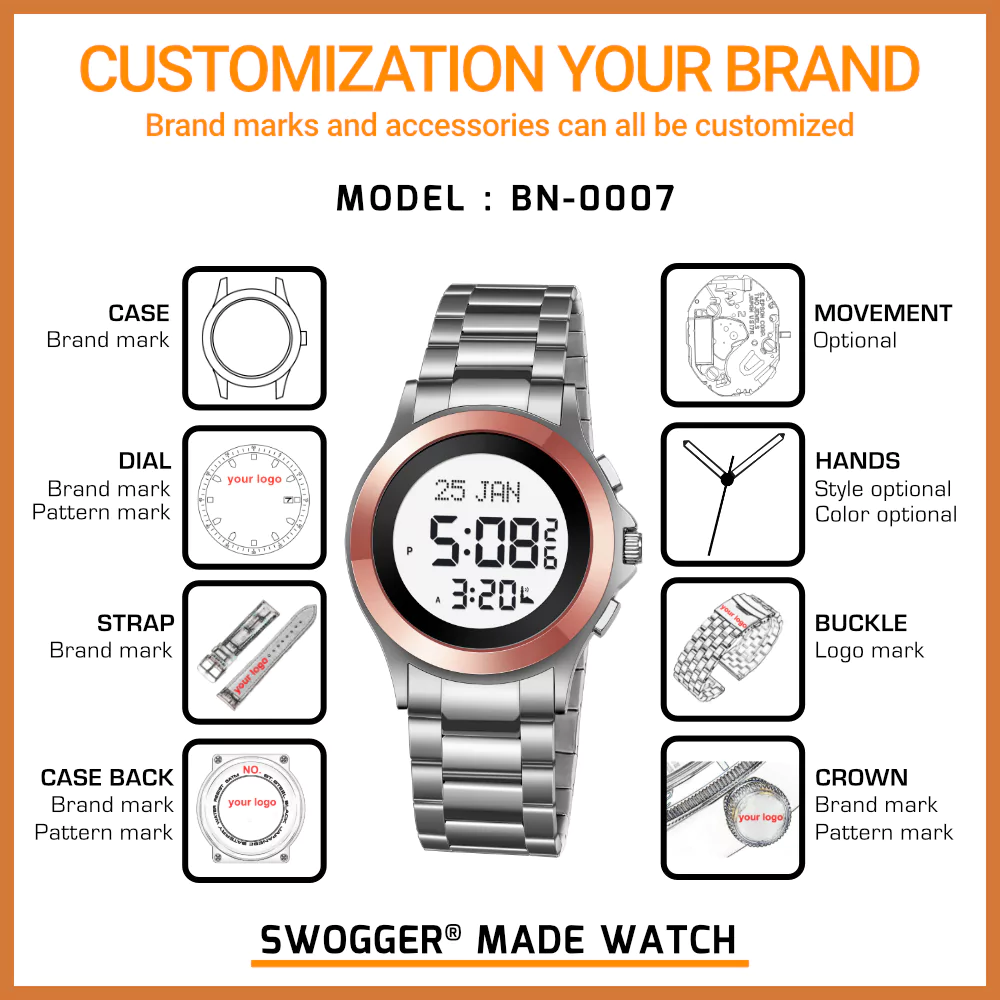 CUSTOMIZATION YOUR BRAND
Brand marks and accessories can all be customized
MODEL : BN-0007
CASE
Brand mark
DIAL
Brand mark
Pattern mark
your logo
7
STRAP
Brand mark
your logo
CASE BACK
Brand mark
Pattern mark
NO.
your logo
25 JAN
P 5:08 26
A 3:20
MOVEMENT
Optional
HANDS
Style optional
Color optional
BUCKLE
Logo mark
your logo
CROWN
Brand mark
Pattern mark
your logo
SWOGGER® MADE WATCH